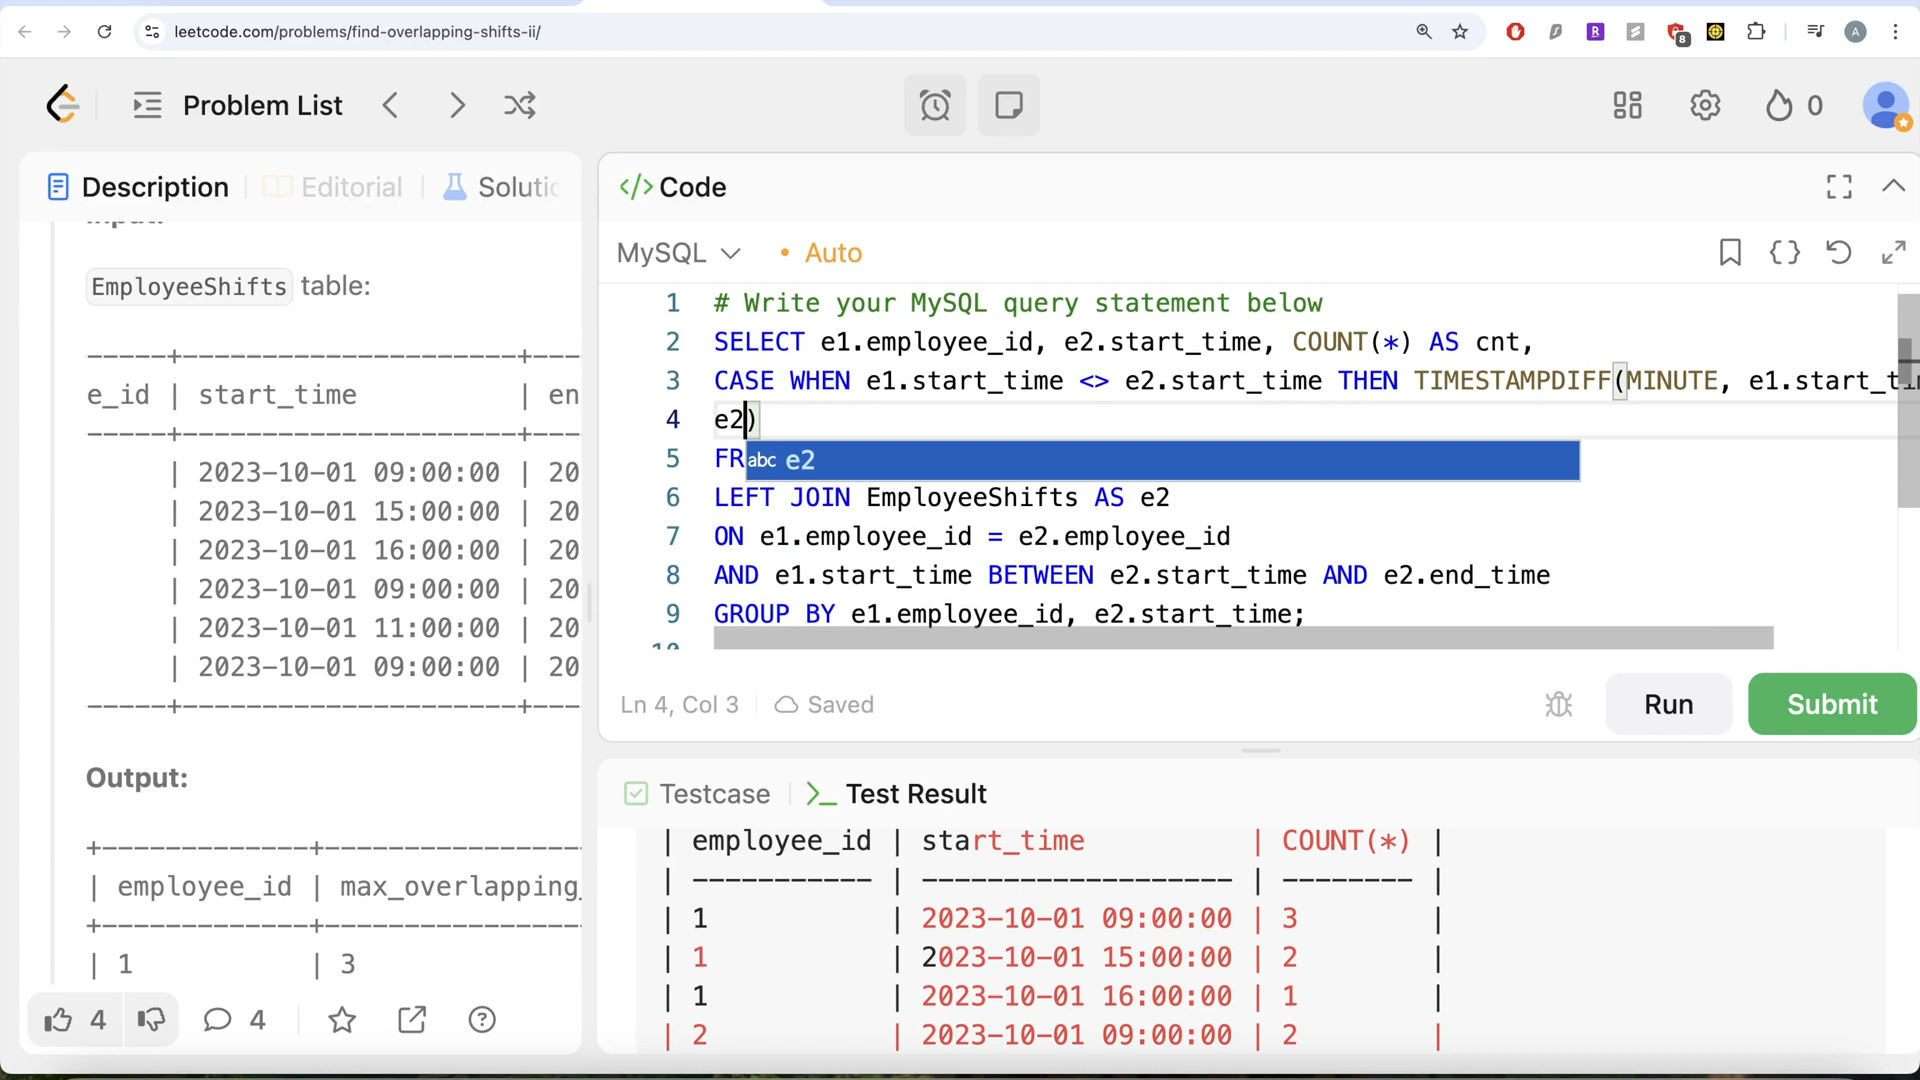 leetcode.com/problems/find-overlapping-shifts-ii/
8
A
Problem List
0
Description
Editorial
Code
EmployeeShifts table:
-----+-----------------------+---
e_id | start_time | en
-----+-----------------------+---
| 2023-10-01 09:00:00 | 20
| 2023-10-01 15:00:00 | 20
| 2023-10-01 16:00:00 | 20
| 2023-10-01 09:00:00 | 20
| 2023-10-01 11:00:00 | 20
| 2023-10-01 09:00:00 | 20
-----+-----------------------+---
Output:
+-------------+-----------------
| employee_id | max_overlapping_
+-------------+-----------------
| 1 | 3
4
4
MySQL
• Auto
1 # Write your MySQL query statement below
2 SELECT e1.employee_id, e2.start_time, COUNT(*) AS cnt,
3 CASE WHEN e1.start_time <> e2.start_time THEN TIMESTAMPDIFF(MINUTE, e1.start_ti
4 e2)
abc e2
5 FR
6 LEFT JOIN EmployeeShifts AS e2
7 ON e1.employee_id = e2.employee_id
8 AND e1.start_time BETWEEN e2.start_time AND e2.end_time
9 GROUP BY e1.employee_id, e2.start_time;
Ln 4, Col 3
Saved
Run
Submit
Testcase
>_ Test Result
| employee_id | start_time | COUNT(*) |
| ----------- | ------------------- | -------- |
| 1 | 2023-10-01 09:00:00 | 3 |
| 1 | 2023-10-01 15:00:00 | 2 |
| 1 | 2023-10-01 16:00:00 | 1 |
| 2 | 2023-10-01 09:00:00 | 2 |